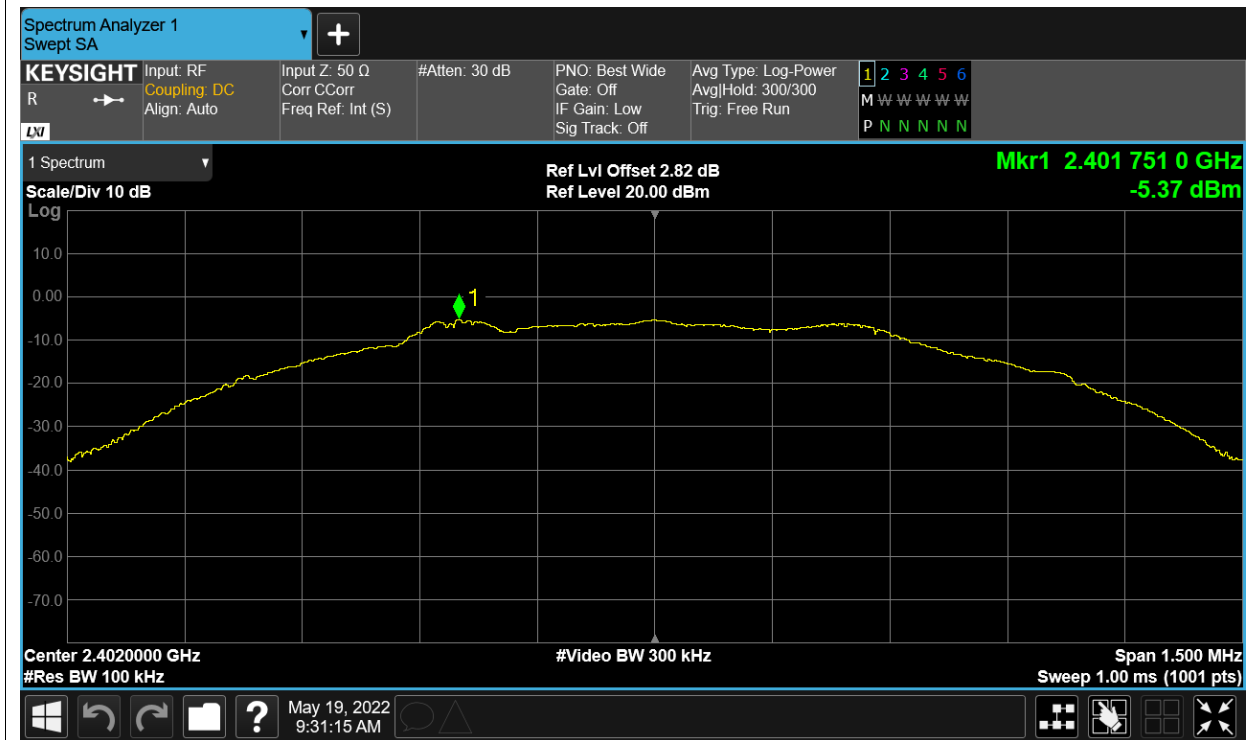 Spectrum Analyzer 1
Swept SA
KEYSIGHT
R
LXI
Input: RF
Coupling: DC
Align: Auto
Input Z: 50 Ω
Corr CCorr
Freq Ref: Int (S)
#Atten: 30 dB
PNO: Best Wide
Gate: Off
IF Gain: Low
Sig Track: Off
Avg Type: Log-Power
Avg|Hold: 300/300
Trig: Free Run
1 2 3 4 5 6
M W W W W W
P N N N N N
1 Spectrum
Scale/Div 10 dB
Log
Ref Lvl Offset 2.82 dB
Ref Level 20.00 dBm
Mkr1 2.401 751 0 GHz
-5.37 dBm
10.0
0.00
1
-10.0
-20.0
-30.0
-40.0
-50.0
-60.0
-70.0
Center 2.4020000 GHz
#Res BW 100 kHz
#Video BW 300 kHz
Span 1.500 MHz
Sweep 1.00 ms (1001 pts)
?
May 19, 2022
9:31:15 AM